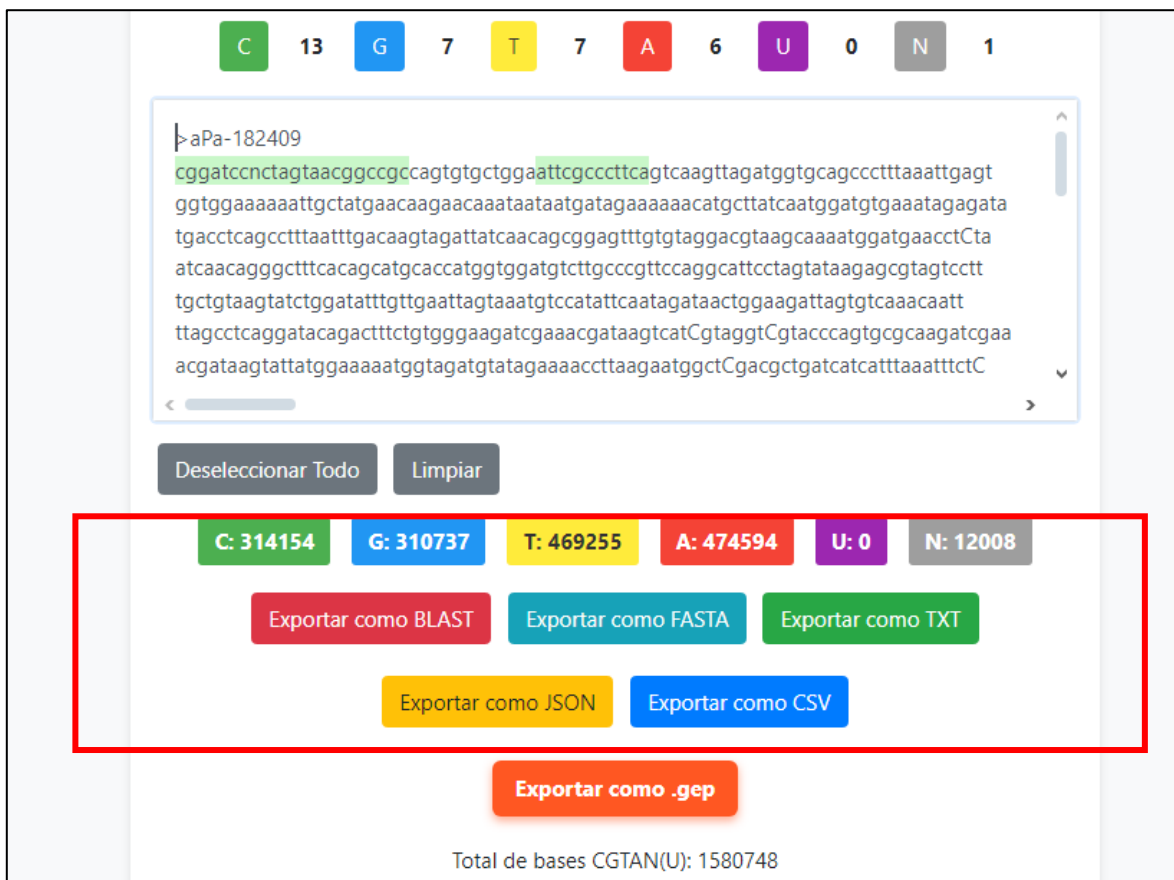 C 13 G 7 T 7 A 6 U 0 N 1
>aPa-182409
cggatccnctagtaacggccgccagtgtgctggaattcgcccttcagtcaagttagatggtgcagccctttaaattgagt
ggtggaaaaaattgctatgaacaagaacaaataataatgatagaaaaaacatgcttatcaatggatgtgaaatagagata
tgacctcagcctttaatttgacaagtagattatcaacagcggagtttgtgtaggacgtaagcaaaatggatgaacctCta
atcaacagggctttcacagcatgcaccatggtggatgtcttgcccgttccaggcattcctagtataagagcgtagtcctt
tgctgtaagtatctggatatttgttgaattagtaaatgtccatattcaatagataactggaagattagtgtcaaacaatt
ttagcctcaggatacagactttctgtgggaagatcgaaacgataagtcatCgtaggtCgtacccagtgcgcaagatcgaa
acgataagtattatggaaaaatggtagatgtatagaaaaccttaagaatggctCgacgctgatcatcatttaaatttctC
Deseleccionar Todo Limpiar
C: 314154 G: 310737 T: 469255 A: 474594 U: 0 N: 12008
Exportar como BLAST Exportar como FASTA Exportar como TXT
Exportar como JSON Exportar como CSV
Exportar como .gep
Total de bases CGTAN(U): 1580748